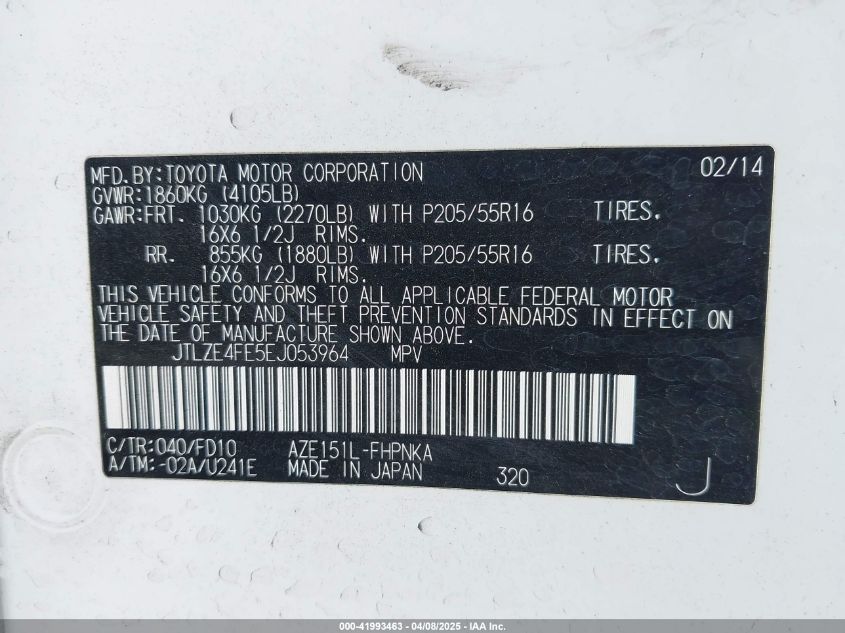 MFD.BY:TOYOTA MOTOR CORPORATION 02/14
GVWR:1860KG (4105LB)
GAWR:FRT. 1030KG (2270LB) WITH P205/55R16 TIRES.
16X6 1/2J RIMS.
RR. 855KG (1880LB) WITH P205/55R16 TIRES.
16X6 1/2J RIMS.
THIS VEHICLE CONFORMS TO ALL APPLICABLE FEDERAL MOTOR
VEHICLE SAFETY AND THEFT PREVENTION STANDARDS IN EFFECT ON
THE DATE OF MANUFACTURE SHOWN ABOVE.
JTLZE4FE5EJ053964 MPV
C/TR:040/FD10 AZE151L-FHPNKA
A/TM:-02A/U241E MADE IN JAPAN 320 J
000-41993463 - 04/08/2025 - IAA Inc.